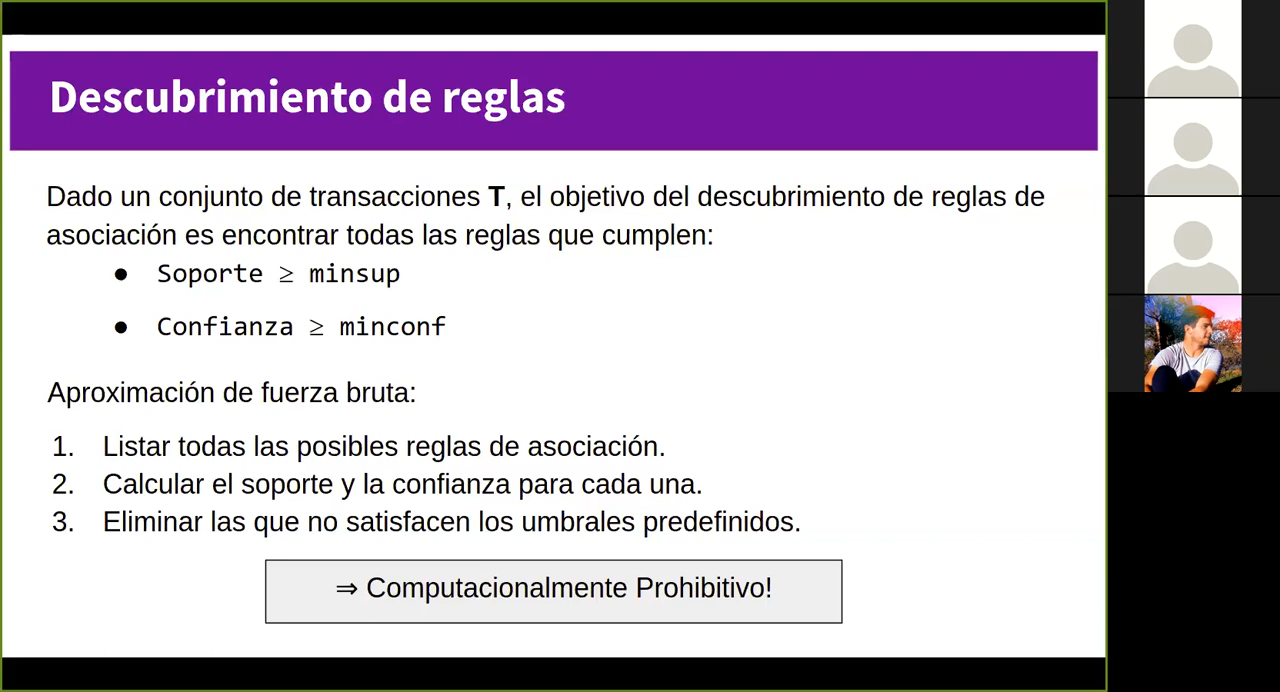 Descubrimiento de reglas
Dado un conjunto de transacciones T, el objetivo del descubrimiento de reglas de
asociación es encontrar todas las reglas que cumplen:
● Soporte ≥ minsup
● Confianza ≥ minconf
Aproximación de fuerza bruta:
1. Listar todas las posibles reglas de asociación.
2. Calcular el soporte y la confianza para cada una.
3. Eliminar las que no satisfacen los umbrales predefinidos.
⇒ Computacionalmente Prohibitivo!